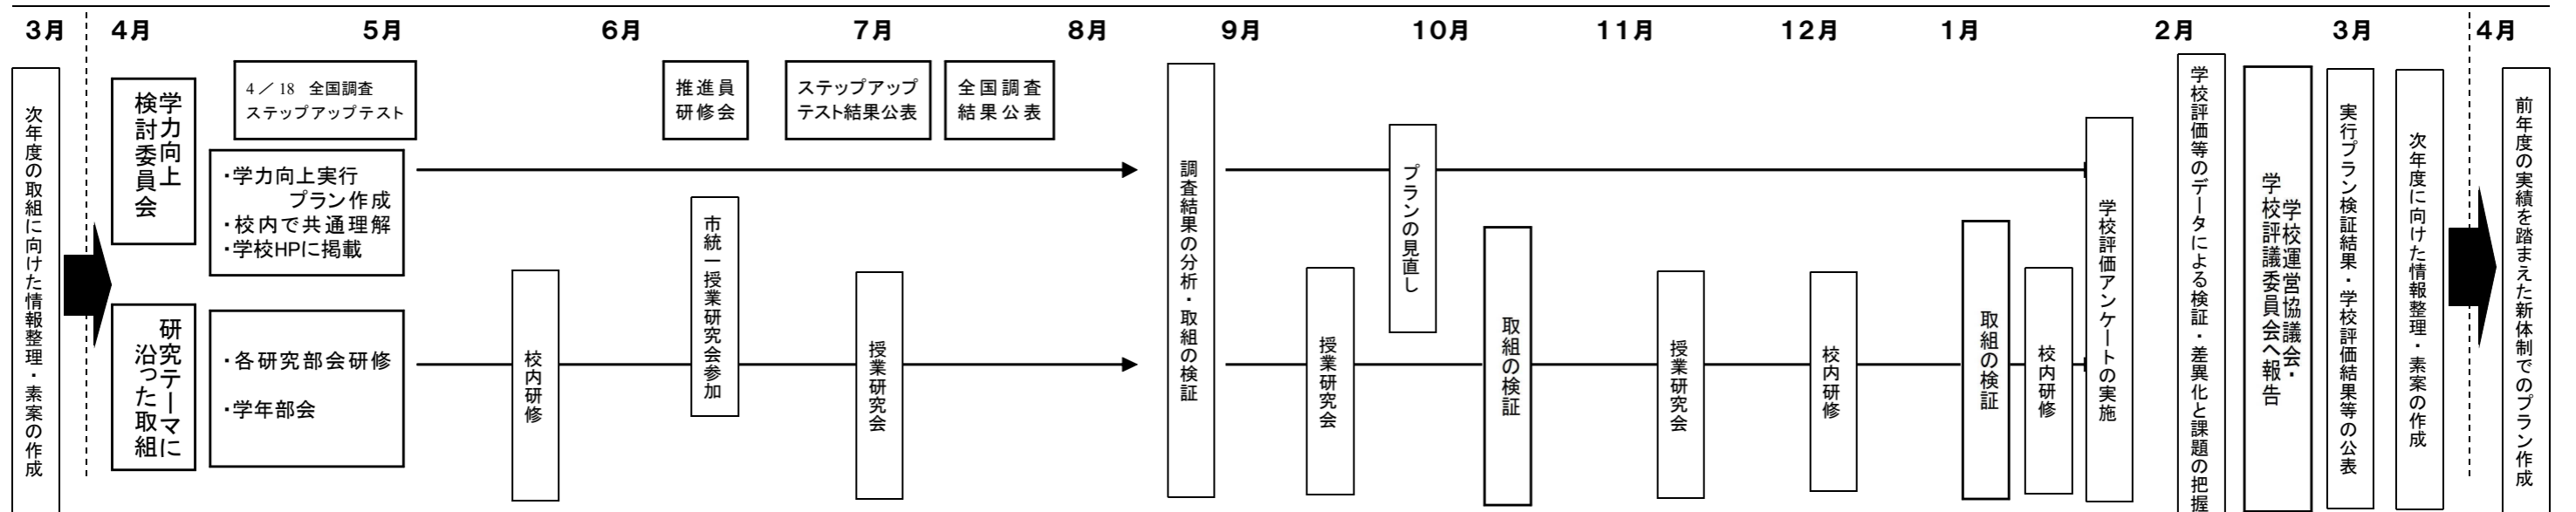 3月
4月
5月
6月
7月
8月
9月
10月
11月
12月
1月
2月
3月
4月
次年度の取組に向けた情報整理・素案の作成
学力向上
検討委員会
4／18 全国調査
ステップアップテスト
・学力向上実行
プラン作成
・校内で共通理解
・学校HPに掲載
研究テーマに
沿った取組
・各研究部会研修
・学年部会
校内研修
推進員
研修会
市統一授業研究会参加
ステップアップ
テスト結果公表
授業研究会
全国調査
結果公表
調査結果の分析・取組の検証
授業研究会
プランの見直し
取組の検証
授業研究会
校内研修
取組の検証
校内研修
学校評価アンケートの実施
学校評価等のデータによる検証・差異化と課題の把握
学校運営協議会・
学校評議委員会へ報告
実行プラン検証結果・学校評価結果等の公表
次年度に向けた情報整理・素案の作成
前年度の実績を踏まえた新体制でのプラン作成